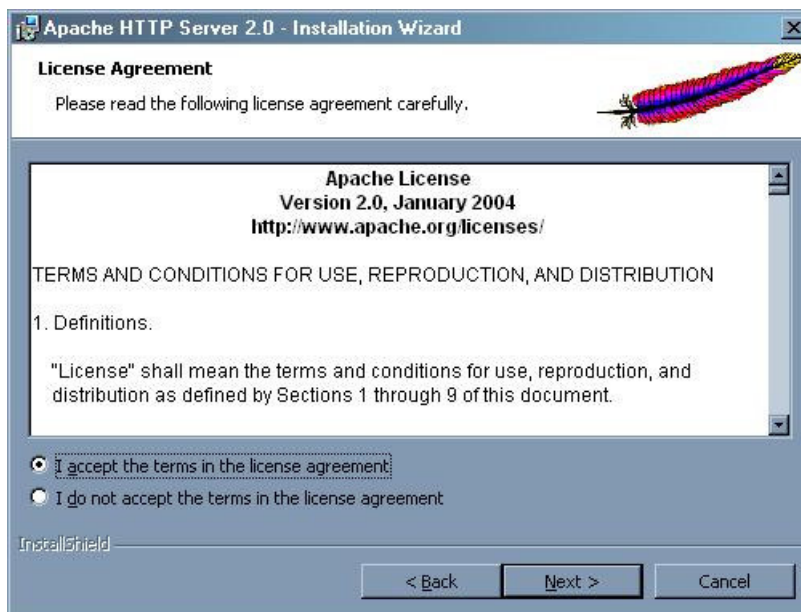 Apache HTTP Server 2.0 - Installation Wizard
License Agreement
Please read the following license agreement carefully.
Apache License
Version 2.0, January 2004
http://www.apache.org/licenses/
TERMS AND CONDITIONS FOR USE, REPRODUCTION, AND DISTRIBUTION
1. Definitions.
"License" shall mean the terms and conditions for use, reproduction, and
distribution as defined by Sections 1 through 9 of this document.
I accept the terms in the license agreement
I do not accept the terms in the license agreement
InstallShield
< Back Next > Cancel